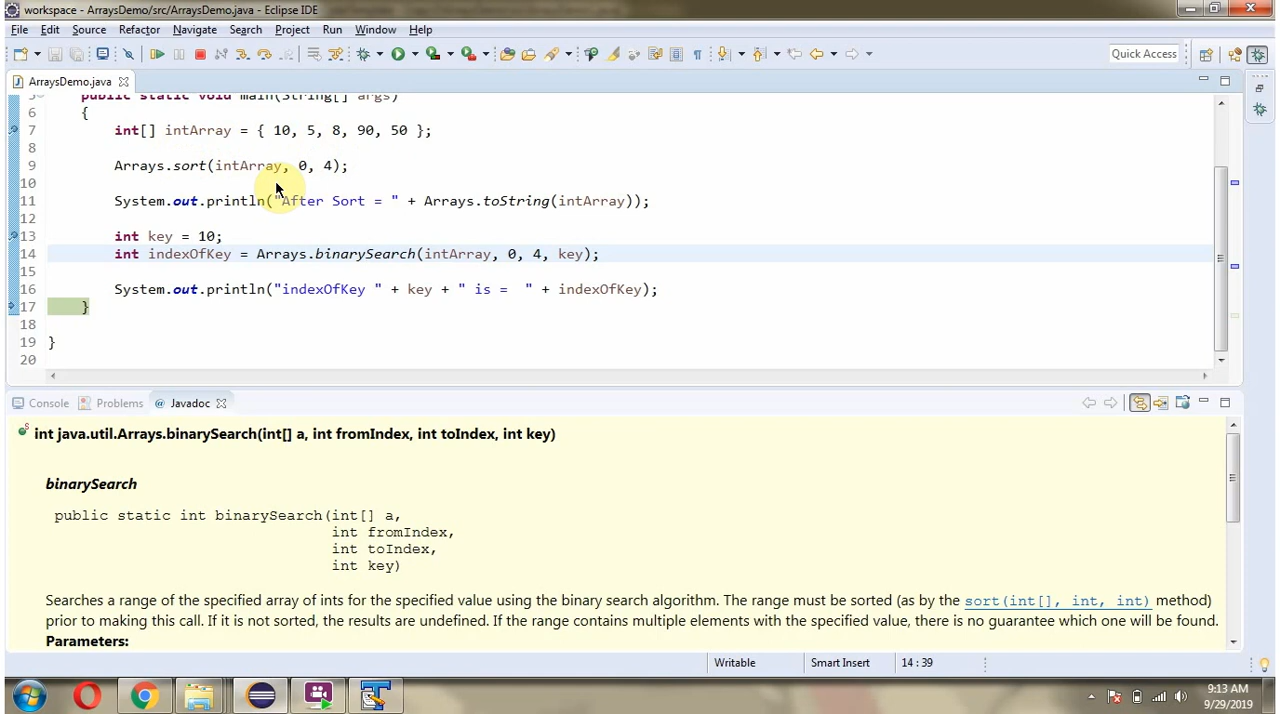 workspace - ArraysDemo/src/ArraysDemo.java - Eclipse IDE
File Edit Source Refactor Navigate Search Project Run Window Help
Quick Access
ArraysDemo.java
5 public static void main(String[] args)
6 {
7 int[] intArray = { 10, 5, 8, 90, 50 };
8
9 Arrays.sort(intArray, 0, 4);
10
11 System.out.println("After Sort = " + Arrays.toString(intArray));
12
13 int key = 10;
14 int indexOfKey = Arrays.binarySearch(intArray, 0, 4, key);
15
16 System.out.println("indexOfKey " + key + " is =  " + indexOfKey);
17 }
18
19 }
20
Console Problems @ Javadoc
int java.util.Arrays.binarySearch(int[] a, int fromIndex, int toIndex, int key)
binarySearch
public static int binarySearch(int[] a,
int fromIndex,
int toIndex,
int key)
Searches a range of the specified array of ints for the specified value using the binary search algorithm. The range must be sorted (as by the sort(int[], int, int) method)
prior to making this call. If it is not sorted, the results are undefined. If the range contains multiple elements with the specified value, there is no guarantee which one will be found.
Parameters:
Writable Smart Insert 14 : 39
9:13 AM
9/29/2019